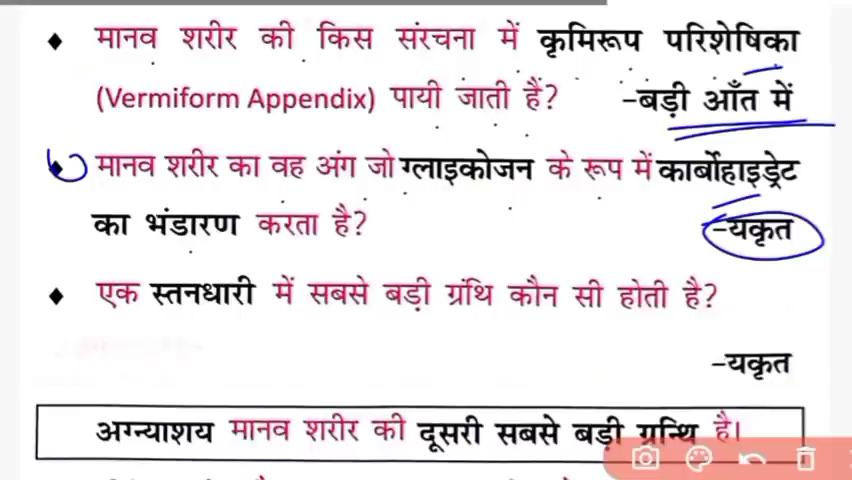 ♦ मानव शरीर की किस संरचना में कृमिरूप परिशेषिका
(Vermiform Appendix) पायी जाती हैं? -बड़ी आँत में
♦ मानव शरीर का वह अंग जो ग्लाइकोजन के रूप में कार्बोहाइड्रेट
का भंडारण करता है? -यकृत
♦ एक स्तनधारी में सबसे बड़ी ग्रंथि कौन सी होती है?
-यकृत
अग्न्याशय मानव शरीर की दूसरी सबसे बड़ी ग्रन्थि है।